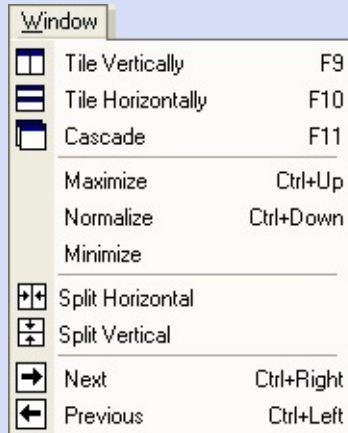 Window
Tile Vertically F9
Tile Horizontally F10
Cascade F11
Maximize Ctrl+Up
Normalize Ctrl+Down
Minimize
Split Horizontal
Split Vertical
Next Ctrl+Right
Previous Ctrl+Left